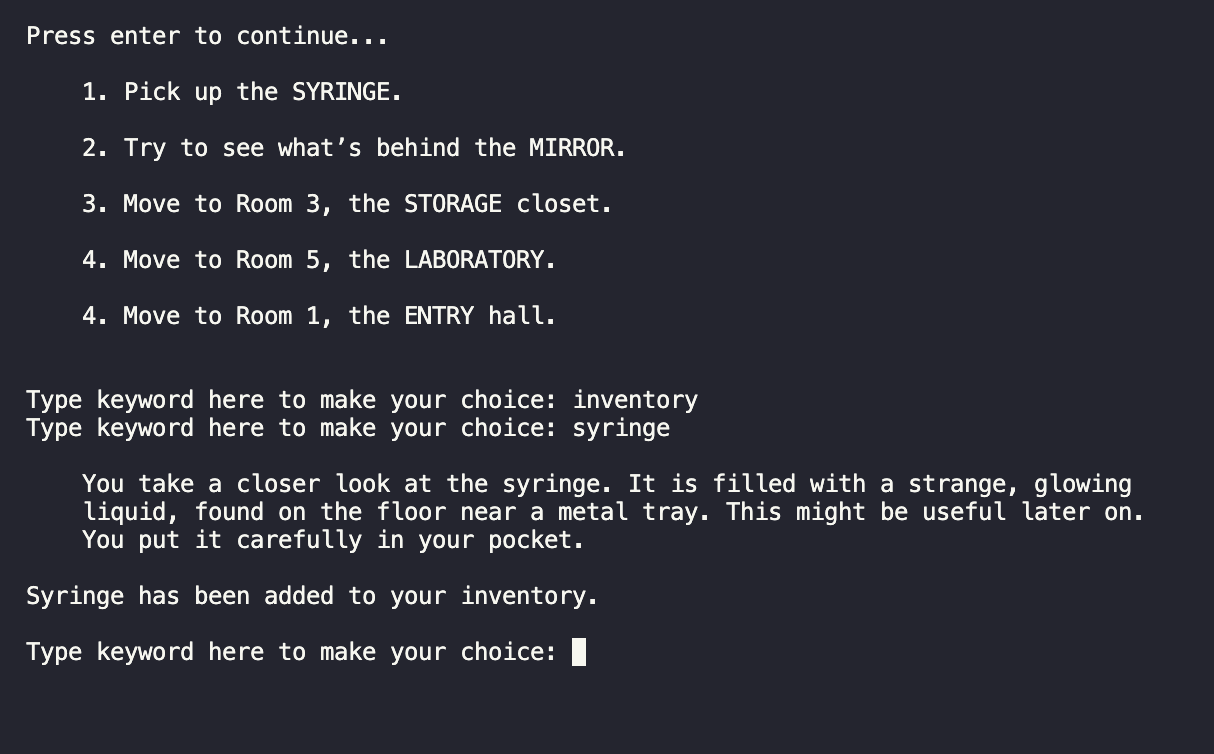 Press enter to continue...
1. Pick up the SYRINGE.
2. Try to see what’s behind the MIRROR.
3. Move to Room 3, the STORAGE closet.
4. Move to Room 5, the LABORATORY.
4. Move to Room 1, the ENTRY hall.
Type keyword here to make your choice: inventory
Type keyword here to make your choice: syringe
You take a closer look at the syringe. It is filled with a strange, glowing
liquid, found on the floor near a metal tray. This might be useful later on.
You put it carefully in your pocket.
Syringe has been added to your inventory.
Type keyword here to make your choice: